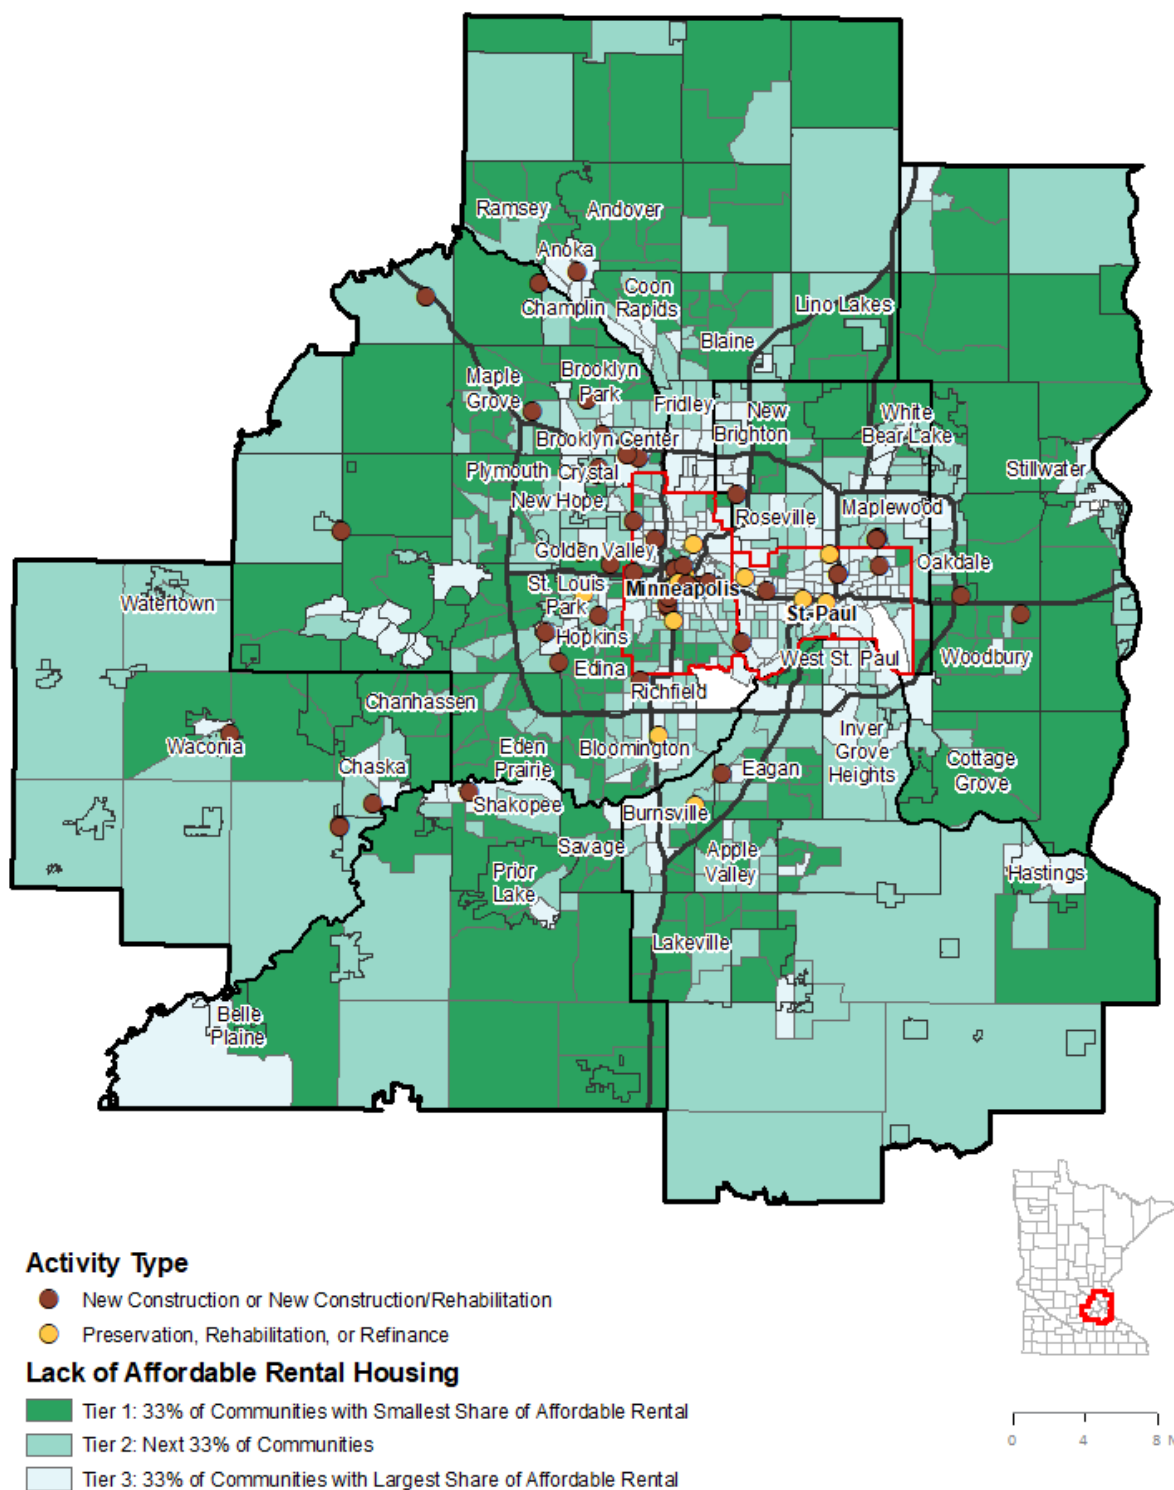 Ramsey
Andover
Anoka
Coon
Rapids
Champlin
Lino Lakes
Blaine
Maple
Grove
Brooklyn
Park
Fridley
New
Brighton
White
Bear Lake
Brooklyn Center
Plymouth
Crystal
Stillwater
New Hope
Maplewood
Roseville
Golden Valley
Oakdale
St. Louis
Park
Minneapolis
Watertown
St. Paul
Hopkins
West St. Paul
Woodbury
Edina
Richfield
Chanhassen
Waconia
Eden
Prairie
Bloomington
Inver
Grove
Heights
Chaska
Eagan
Cottage
Grove
Shakopee
Burnsville
Savage
Apple
Valley
Prior
Lake
Hastings
Lakeville
Belle
Plaine
Activity Type
New Construction or New Construction/Rehabilitation
Preservation, Rehabilitation, or Refinance
Lack of Affordable Rental Housing
Tier 1: 33% of Communities with Smallest Share of Affordable Rental
Tier 2: Next 33% of Communities
Tier 3: 33% of Communities with Largest Share of Affordable Rental
0 4 8